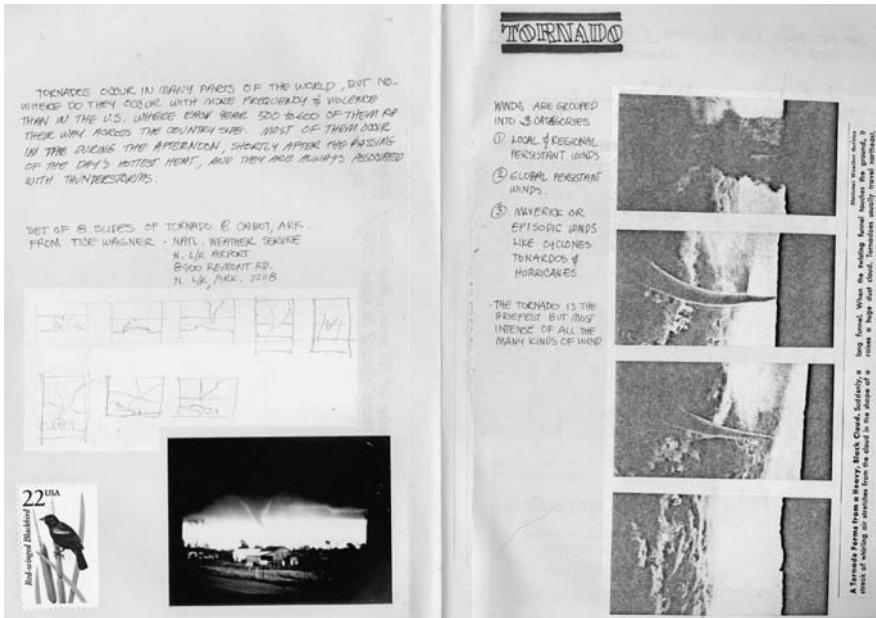 TORNADOS OCCUR IN MANY PARTS OF THE WORLD, BUT NO-
WHERE DO THEY OCCUR WITH MORE FREQUENCY & VIOLENCE
THAN IN THE U.S. WHERE EACH YEAR 500 to 600 OF THEM RIP
THEIR WAY ACROSS THE COUNTRYSIDE. MOST OF THEM OCCUR
IN THE DURING THE AFTERNOON, SHORTLY AFTER THE PASSING
OF THE DAY'S HOTTEST HEAT, AND THEY ARE ALWAYS ASSOCIATED
WITH THUNDERSTORMS.
SET OF 8 SLIDES OF TORNADO @ CABOT, ARK.
FROM TICE WAGNER - NATL. WEATHER SERVICE
N. L/R AIRPORT
8900 REMONT RD.
N. L/R, ARK. 72118
22 USA
Red-winged Blackbird
TORNADO
WINDS ARE GROUPED
INTO 3 CATAGORIES
① LOCAL & REGIONAL
PERSISTANT WINDS
② GLOBAL PERSISTANT
WINDS.
③ MAVERICK OR
EPISODIC WINDS
LIKE CYCLONES
TONARDOS &
HURRICANES
- THE TORNADO IS THE
BRIEFEST BUT MOST
INTENSE OF ALL THE
MANY KINDS OF WIND
National Weather Service
A Tornado Forms from a Heavy, Black Cloud. Suddenly, a
streak of whirling air stretches from the cloud in the shape of a
long funnel. When the twisting funnel touches the ground, it
raises a huge dust cloud. Tornadoes usually travel northeast.